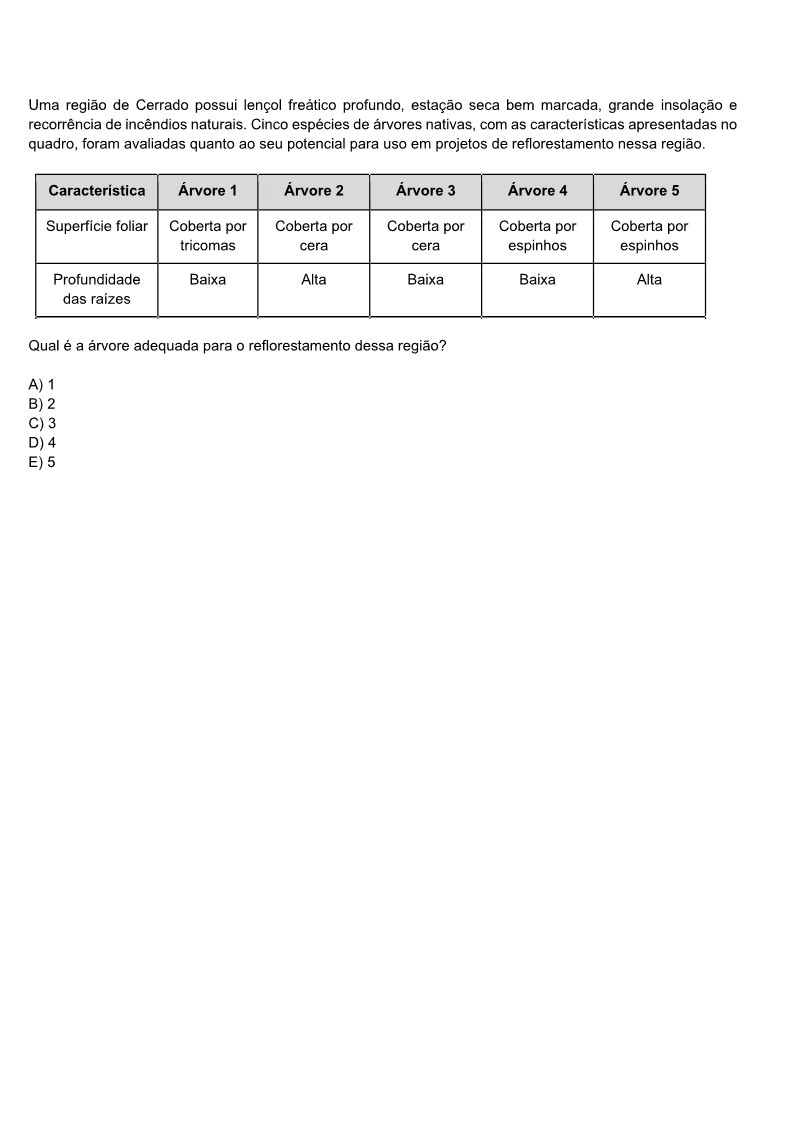 Uma região de Cerrado possui lençol freático profundo, estação seca bem marcada, grande insolação e
recorrência de incêndios naturais. Cinco espécies de árvores nativas, com as características apresentadas no
quadro, foram avaliadas quanto ao seu potencial para uso em projetos de reflorestamento nessa região.
Característica Árvore 1 Árvore 2 Árvore 3 Árvore 4 Árvore 5
Superfície foliar Coberta por Coberta por Coberta por Coberta por Coberta por
tricomas cera cera espinhos espinhos
Profundidade Baixa Alta Baixa Baixa Alta
das raízes
Qual é a árvore adequada para o reflorestamento dessa região?
A) 1
B) 2
C) 3
D) 4
E) 5